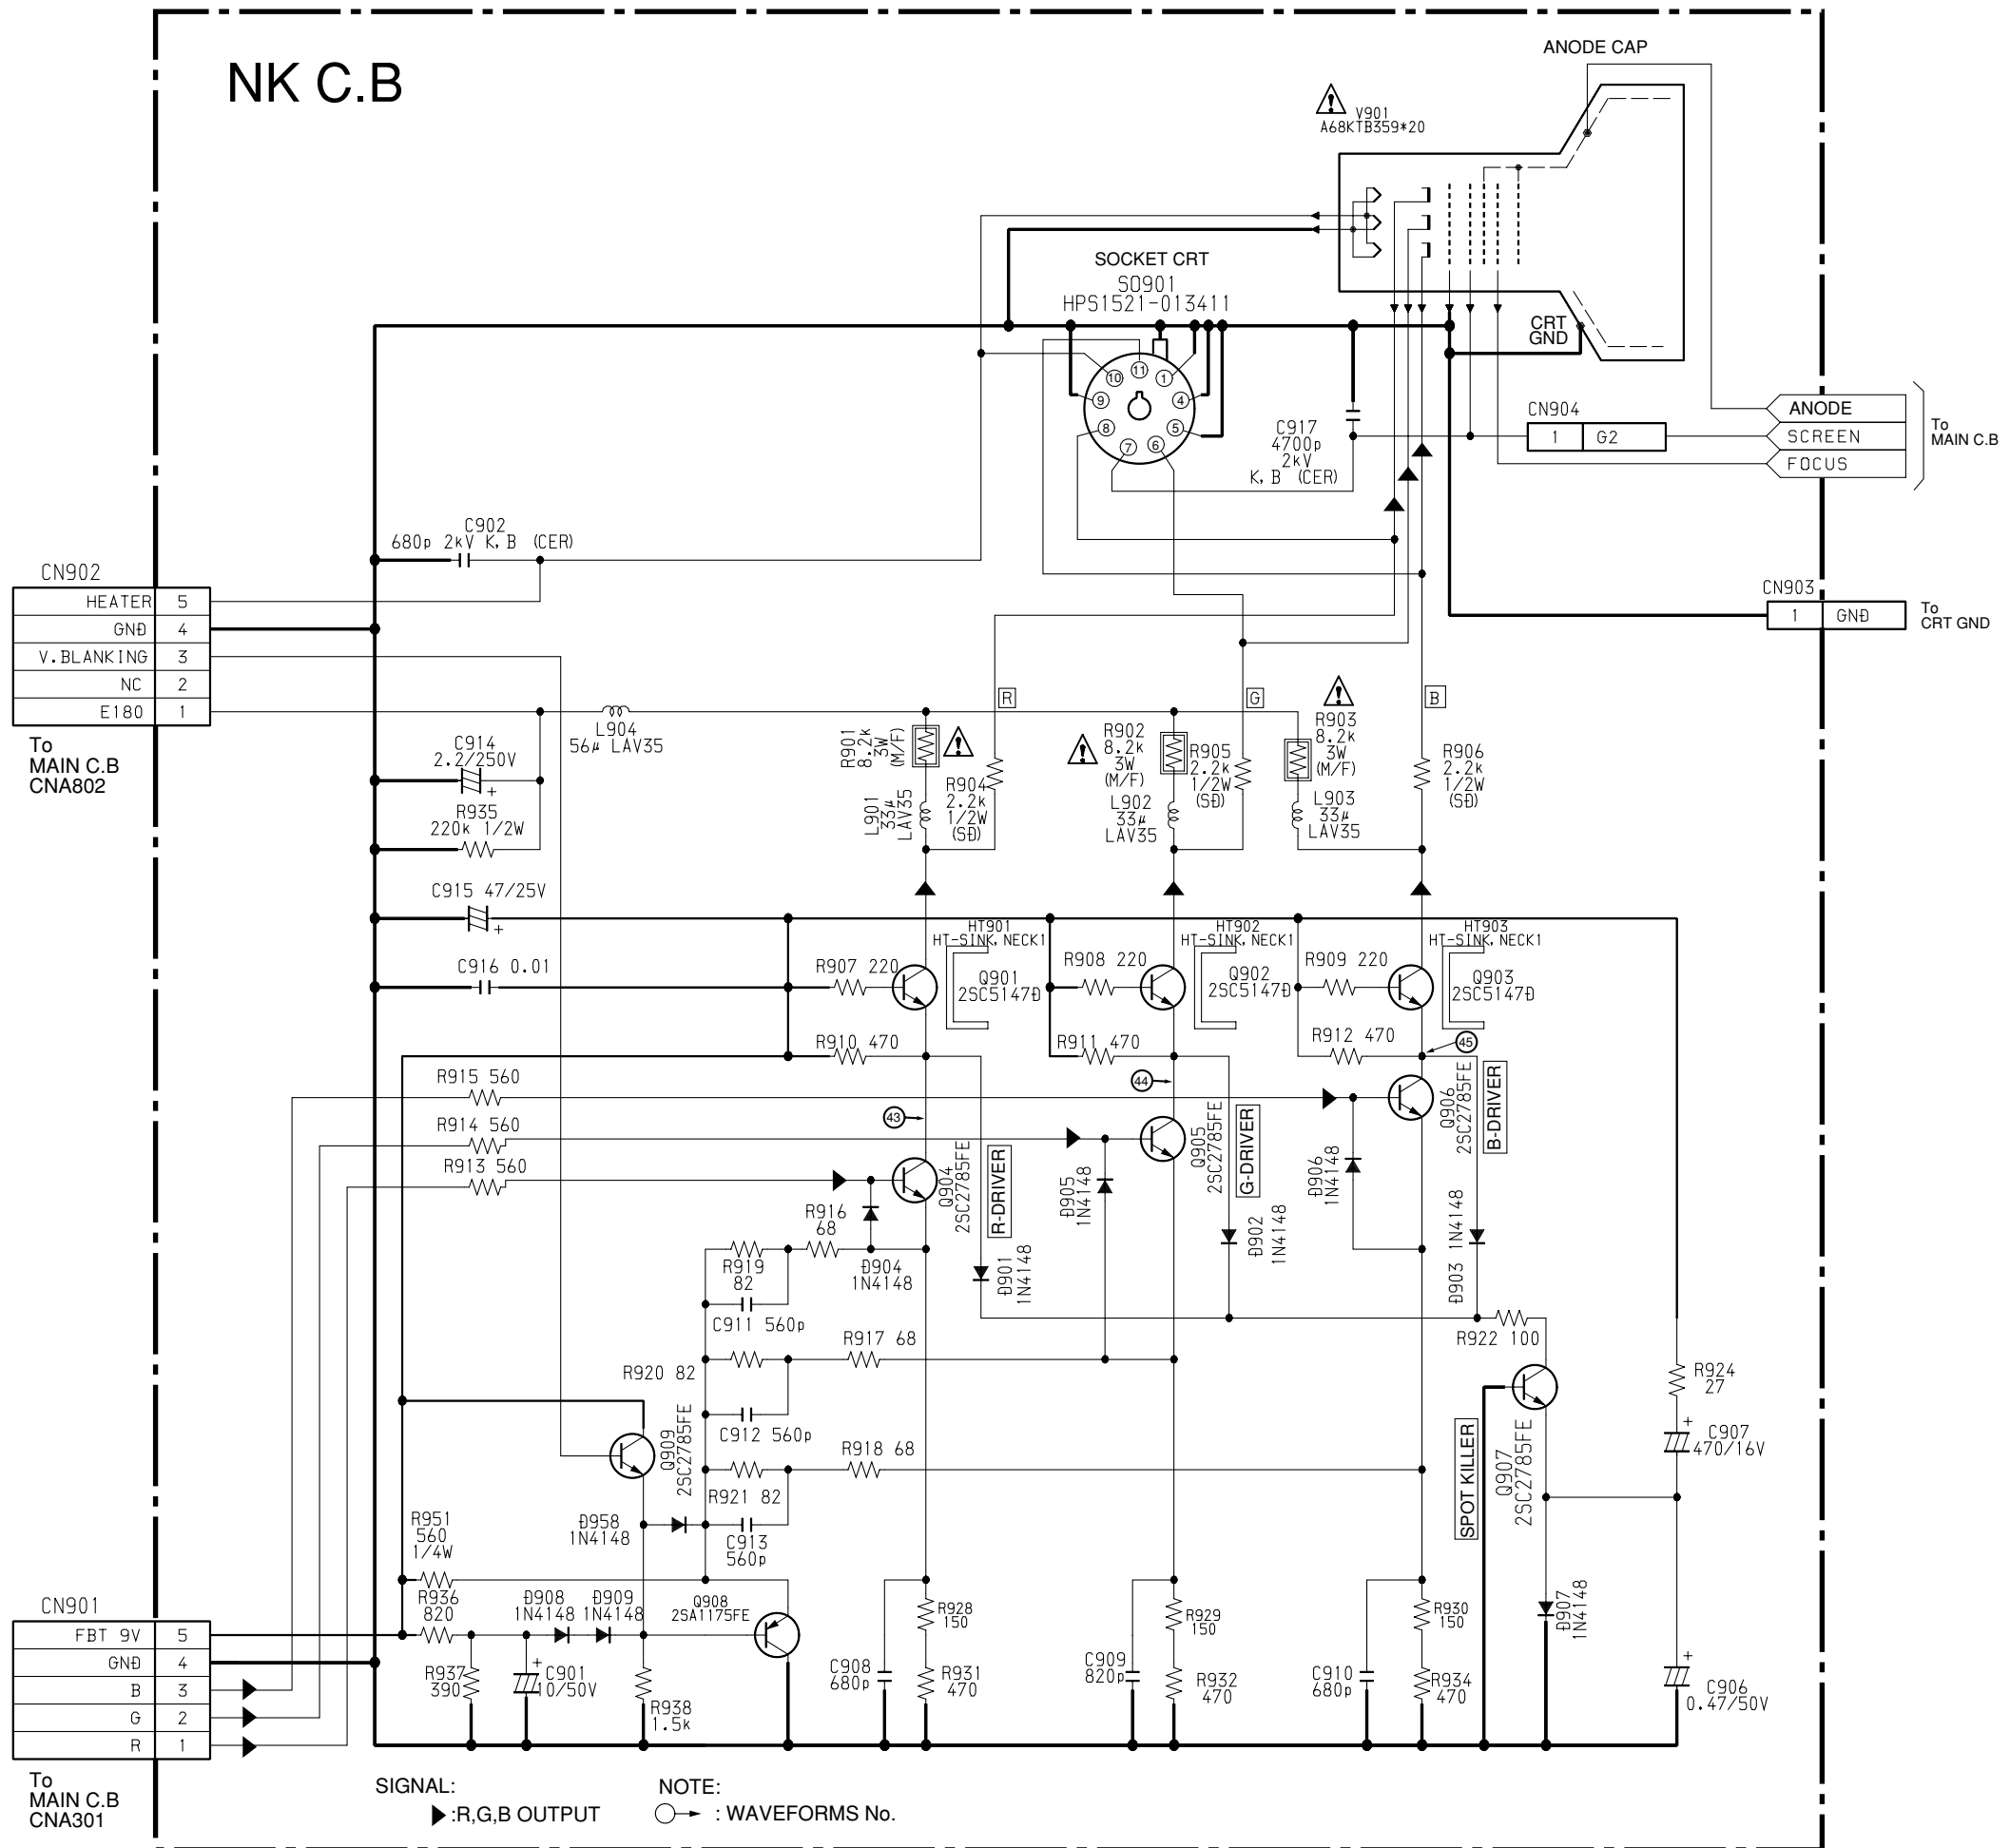 NK C.B
ANODE CAP
V901
A68KTB359*20
SOCKET CRT
SO901
HPS1521-013411
CRT
GND
11
10
1
9
4
8
5
7
6
C917
4700p
2kV
K, B (CER)
CN904
1 G2
ANODE
SCREEN
FOCUS
To
MAIN C.B
C902
680p 2kV K, B (CER)
CN902
HEATER 5
GND 4
V.BLANKING 3
NC 2
E180 1
To
MAIN C.B
CNA802
CN903
1 GND
To
CRT GND
L904
56µ LAV35
C914
2.2/250V
+
R935
220k 1/2W
R901
8.2k
3W
(M/F)
R
R904
2.2k
1/2W
(SD)
L901
33µ
LAV35
R902
8.2k
3W
(M/F)
G
R905
2.2k
1/2W
(SD)
L902
33µ
LAV35
R903
8.2k
3W
(M/F)
B
R906
2.2k
1/2W
(SD)
L903
33µ
LAV35
C915 47/25V
+
C916 0.01
HT901
HT-SINK, NECK1
R907 220
Q901
2SC5147D
HT902
HT-SINK, NECK1
R908 220
Q902
2SC5147D
HT903
HT-SINK, NECK1
R909 220
Q903
2SC5147D
R910 470
R911 470
R912 470
45
44
43
R915 560
R914 560
R913 560
Q906
2SC2785FE
B-DRIVER
Q905
2SC2785FE
G-DRIVER
Q904
2SC2785FE
R-DRIVER
D906
1N4148
D905
1N4148
D904
1N4148
R916
68
R919
82
C911 560p
D901
1N4148
D902
1N4148
D903 1N4148
R922 100
R917 68
R920 82
C912 560p
R918 68
R921 82
C913
560p
Q909
2SC2785FE
D958
1N4148
R924
27
+
C907
470/16V
SPOT KILLER
Q907
2SC2785FE
R951
560
1/4W
R936
820
D908
1N4148
D909
1N4148
Q908
2SA1175FE
R928
150
R929
150
R930
150
D907
1N4148
CN901
FBT 9V 5
GND 4
B 3
G 2
R 1
To
MAIN C.B
CNA301
R937
390
+
C901
10/50V
R938
1.5k
C908
680p
R931
470
C909
820p
R932
470
C910
680p
R934
470
+
C906
0.47/50V
SIGNAL:
:R,G,B OUTPUT
NOTE:
: WAVEFORMS No.